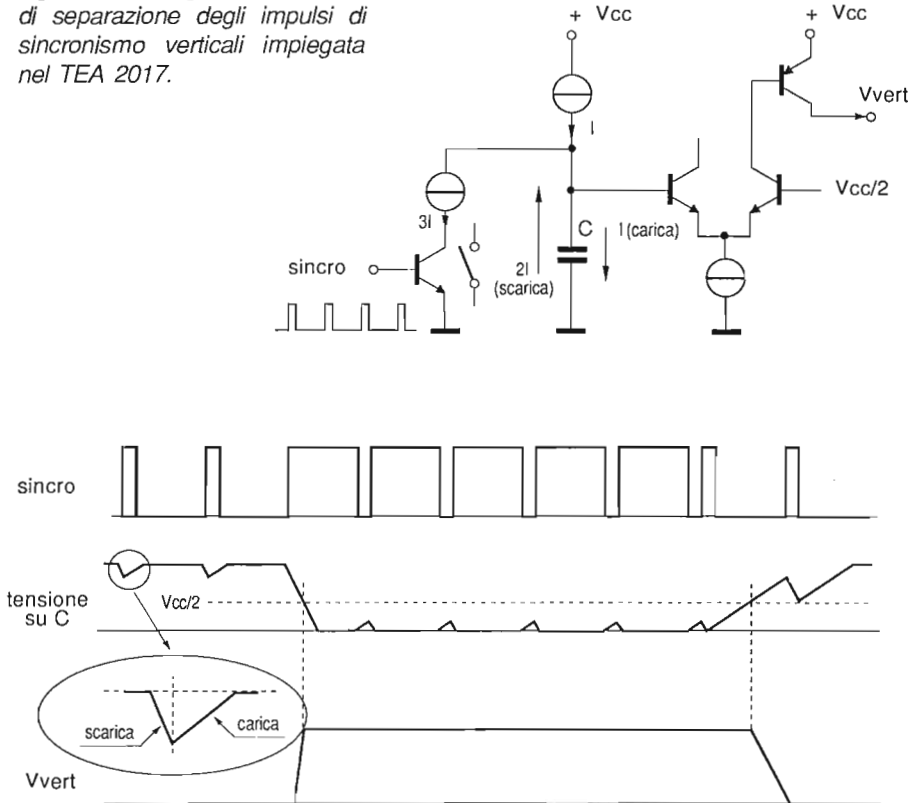 di separazione degli impulsi di
sincronismo verticali impiegata
nel TEA 2017.
+ Vcc
+ Vcc
Vvert
I
Vcc/2
3I
C
I (carica)
2I
(scarica)
sincro
sincro
tensione
su C
Vcc/2
scarica
carica
Vvert